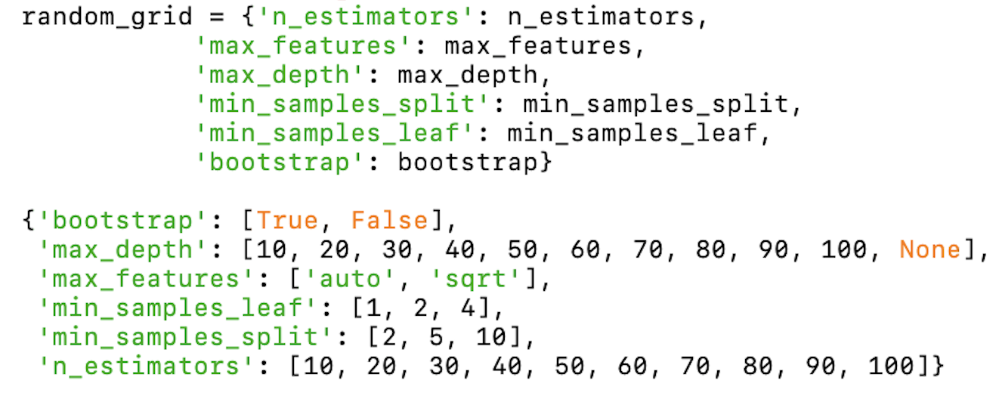 random_grid = {'n_estimators': n_estimators,
'max_features': max_features,
'max_depth': max_depth,
'min_samples_split': min_samples_split,
'min_samples_leaf': min_samples_leaf,
'bootstrap': bootstrap}
{'bootstrap': [True, False],
'max_depth': [10, 20, 30, 40, 50, 60, 70, 80, 90, 100, None],
'max_features': ['auto', 'sqrt'],
'min_samples_leaf': [1, 2, 4],
'min_samples_split': [2, 5, 10],
'n_estimators': [10, 20, 30, 40, 50, 60, 70, 80, 90, 100]}